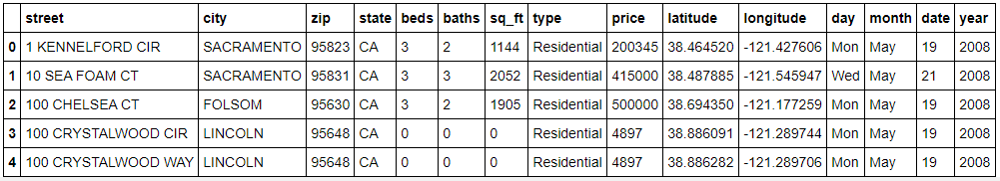 street city zip state beds baths sq_ft type price latitude longitude day month date year
0 1 KENNELFORD CIR SACRAMENTO 95823 CA 3 2 1144 Residential 200345 38.464520 -121.427606 Mon May 19 2008
1 10 SEA FOAM CT SACRAMENTO 95831 CA 3 3 2052 Residential 415000 38.487885 -121.545947 Wed May 21 2008
2 100 CHELSEA CT FOLSOM 95630 CA 3 2 1905 Residential 500000 38.694350 -121.177259 Mon May 19 2008
3 100 CRYSTALWOOD CIR LINCOLN 95648 CA 0 0 0 Residential 4897 38.886091 -121.289744 Mon May 19 2008
4 100 CRYSTALWOOD WAY LINCOLN 95648 CA 0 0 0 Residential 4897 38.886282 -121.289706 Mon May 19 2008